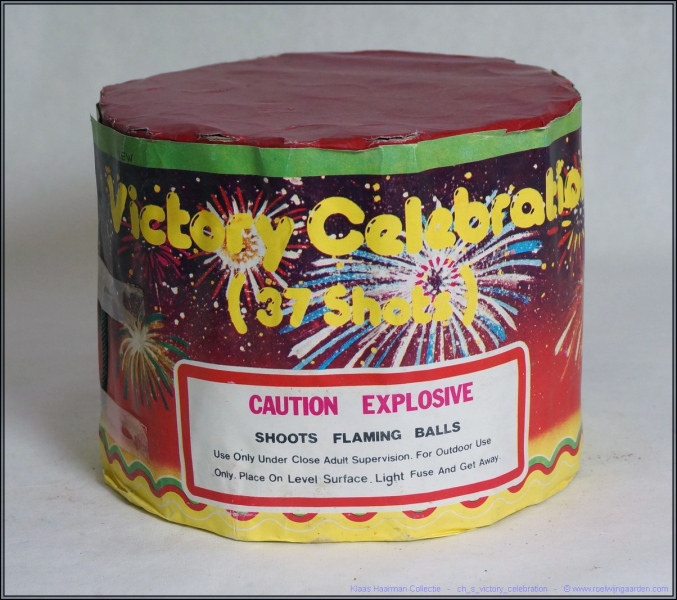 Victory Celebration
( 37 Shots )
CAUTION EXPLOSIVE
SHOOTS FLAMING BALLS
Use Only Under Close Adult Supervision. For Outdoor Use
Only. Place On Level Surface. Light Fuse And Get Away.
Klaas Haarman Collectie - ch_s_victory_celebration - © www.roelwijngaarden.com